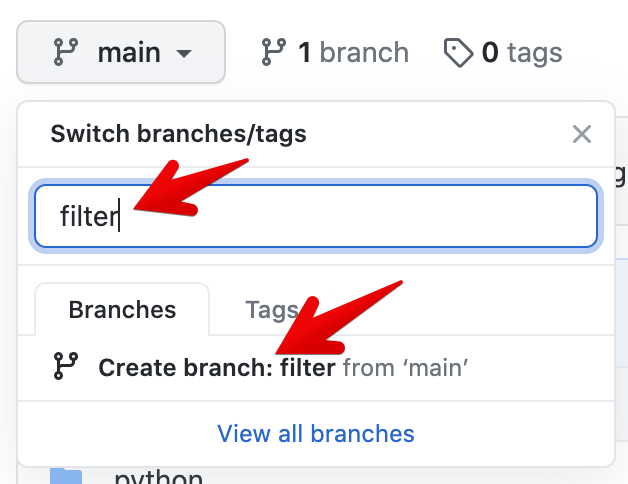 main 1 branch 0 tags
Switch branches/tags
filter
Branches Tags
Create branch: filter from ‘main’
View all branches
python